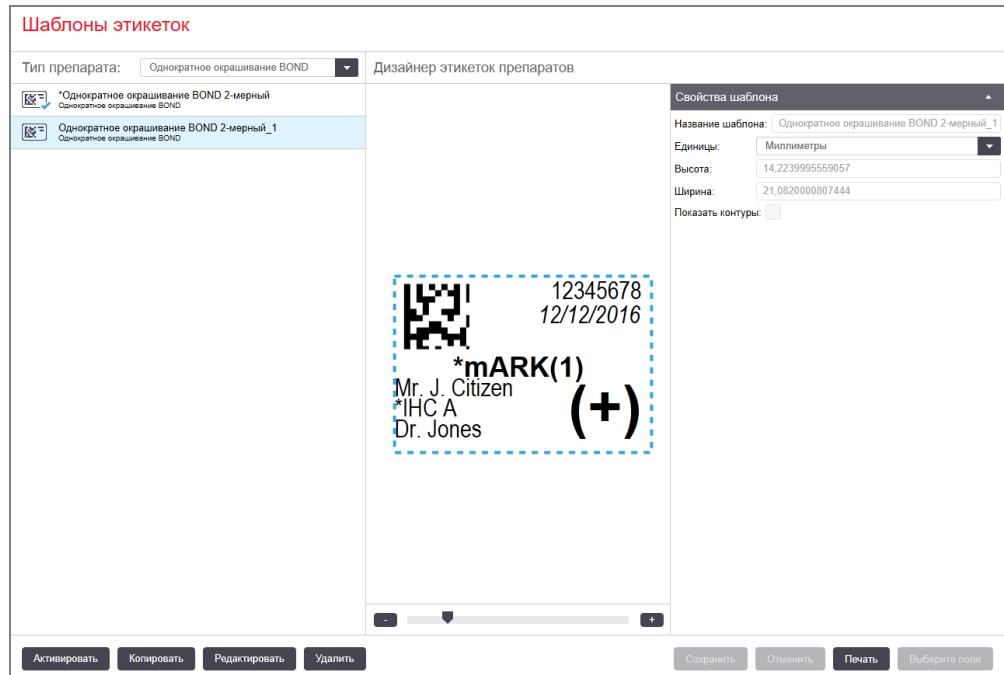 Шаблоны этикеток
Тип препарата: Однократное окрашивание BOND
Дизайнер этикеток препаратов
*Однократное окрашивание BOND 2-мерный
Однократное окрашивание BOND
Однократное окрашивание BOND 2-мерный_1
Однократное окрашивание BOND
12345678
12/12/2016
*mARK(1)
Mr. J. Citizen
*IHC A
(+)
Dr. Jones
Свойства шаблона
Название шаблона: Однократное окрашивание BOND 2-мерный_1
Единицы: Миллиметры
Высота: 14,2239995559057
Ширина: 21,0820000807444
Показать контуры:
- +
Активировать Копировать Редактировать Удалить
Сохранить Отменить Печать Выберите поля